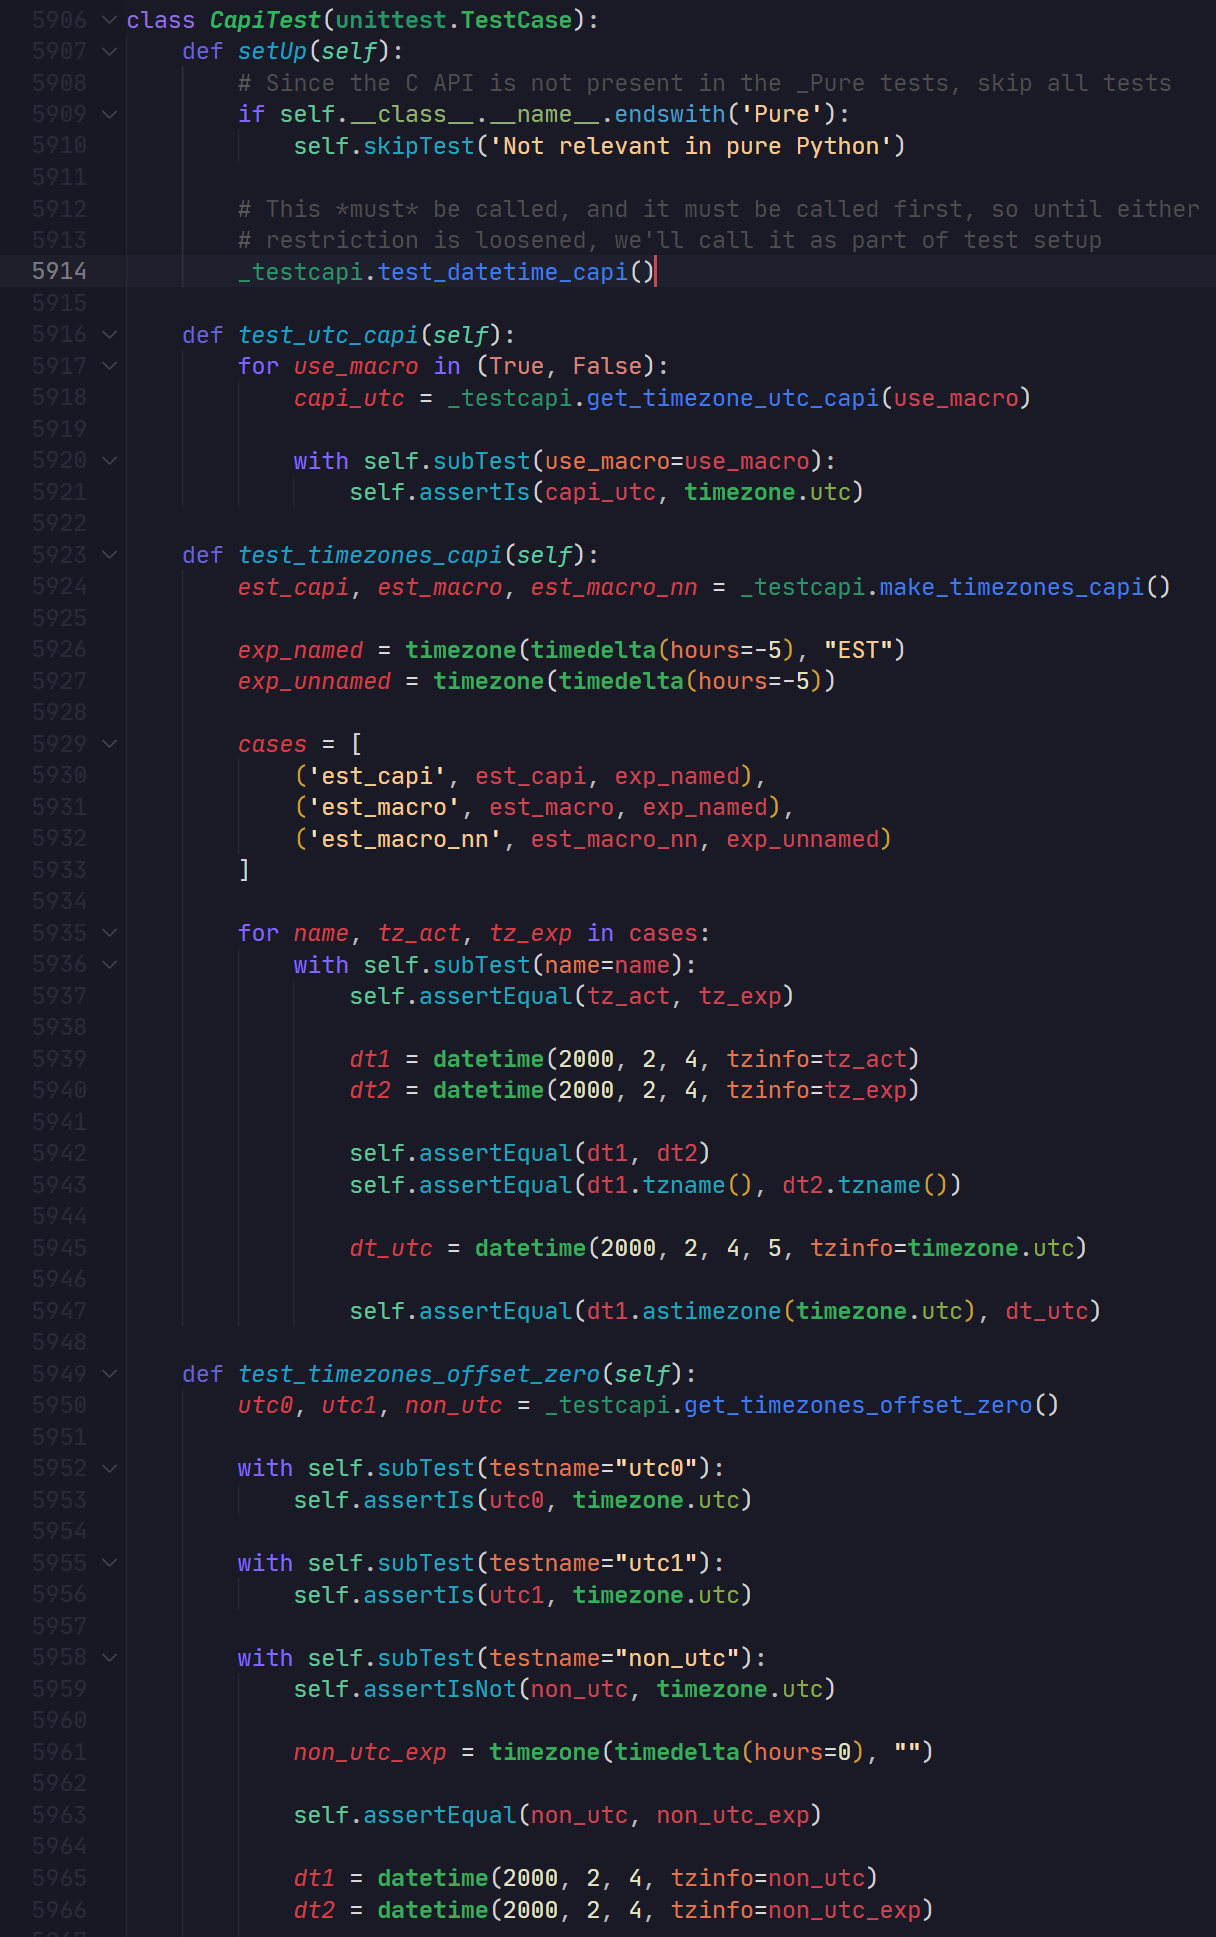 5906 class CapiTest(unittest.TestCase):
5907     def setUp(self):
5908         # Since the C API is not present in the _Pure tests, skip all tests
5909         if self.__class__.__name__.endswith('Pure'):
5910             self.skipTest('Not relevant in pure Python')
5911
5912         # This *must* be called, and it must be called first, so until either
5913         # restriction is loosened, we'll call it as part of test setup
5914         _testcapi.test_datetime_capi()
5915
5916     def test_utc_capi(self):
5917         for use_macro in (True, False):
5918             capi_utc = _testcapi.get_timezone_utc_capi(use_macro)
5919
5920             with self.subTest(use_macro=use_macro):
5921                 self.assertIs(capi_utc, timezone.utc)
5922
5923     def test_timezones_capi(self):
5924         est_capi, est_macro, est_macro_nn = _testcapi.make_timezones_capi()
5925
5926         exp_named = timezone(timedelta(hours=-5), "EST")
5927         exp_unnamed = timezone(timedelta(hours=-5))
5928
5929         cases = [
5930             ('est_capi', est_capi, exp_named),
5931             ('est_macro', est_macro, exp_named),
5932             ('est_macro_nn', est_macro_nn, exp_unnamed)
5933         ]
5934
5935         for name, tz_act, tz_exp in cases:
5936             with self.subTest(name=name):
5937                 self.assertEqual(tz_act, tz_exp)
5938
5939                 dt1 = datetime(2000, 2, 4, tzinfo=tz_act)
5940                 dt2 = datetime(2000, 2, 4, tzinfo=tz_exp)
5941
5942                 self.assertEqual(dt1, dt2)
5943                 self.assertEqual(dt1.tzname(), dt2.tzname())
5944
5945                 dt_utc = datetime(2000, 2, 4, 5, tzinfo=timezone.utc)
5946
5947                 self.assertEqual(dt1.astimezone(timezone.utc), dt_utc)
5948
5949     def test_timezones_offset_zero(self):
5950         utc0, utc1, non_utc = _testcapi.get_timezones_offset_zero()
5951
5952         with self.subTest(testname="utc0"):
5953             self.assertIs(utc0, timezone.utc)
5954
5955         with self.subTest(testname="utc1"):
5956             self.assertIs(utc1, timezone.utc)
5957
5958         with self.subTest(testname="non_utc"):
5959             self.assertIsNot(non_utc, timezone.utc)
5960
5961             non_utc_exp = timezone(timedelta(hours=0), "")
5962
5963             self.assertEqual(non_utc, non_utc_exp)
5964
5965             dt1 = datetime(2000, 2, 4, tzinfo=non_utc)
5966             dt2 = datetime(2000, 2, 4, tzinfo=non_utc_exp)